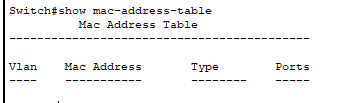 Switch#show mac-address-table
Mac Address Table
-------------------------------------------
Vlan    Mac Address       Type        Ports
----    -----------       --------    -----